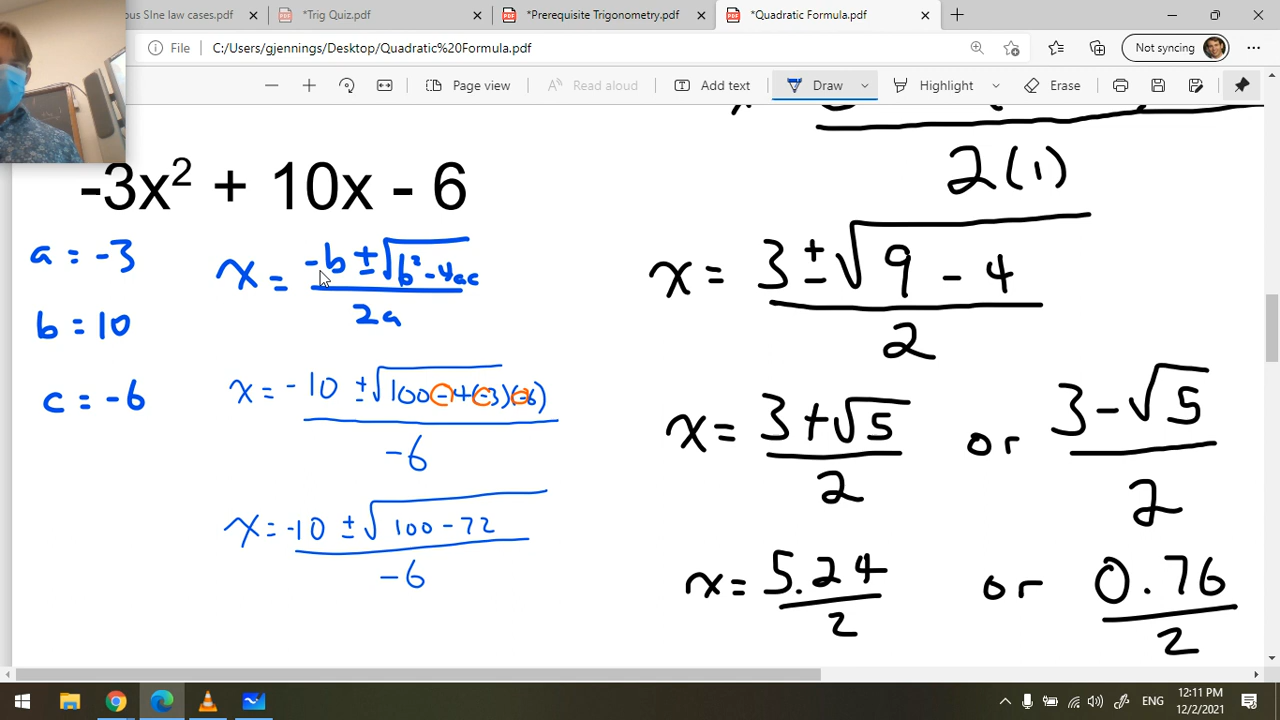 ous SIne law cases.pdf
*Trig Quiz.pdf
*Prerequisite Trigonometry.pdf
*Quadratic Formula.pdf
File
C:/Users/gjennings/Desktop/Quadratic%20Formula.pdf
Not syncing
Page view
Read aloud
Add text
Draw
Highlight
Erase
-3x² + 10x - 6
a = -3
b = 10
c = -6
x = -b ± √b² - 4ac
2a
x = -10 ± √100 - 4(-3)(-6)
-6
x = -10 ± √100 - 72
-6
2(1)
x = 3 ± √9 - 4
2
x = 3 + √5 or 3 - √5
2 2
x = 5.24 or 0.76
2 2
ENG
12:11 PM
12/2/2021